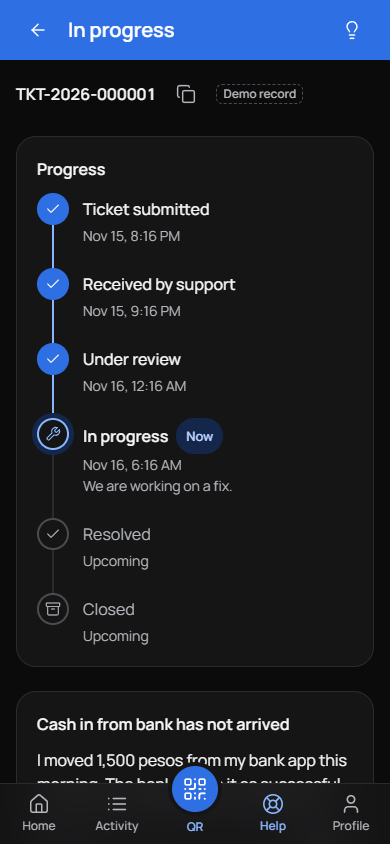 In progress
TKT-2026-000001
Demo record
Progress
Ticket submitted
Nov 15, 8:16 PM
Received by support
Nov 15, 9:16 PM
Under review
Nov 16, 12:16 AM
In progress Now
Nov 16, 6:16 AM
We are working on a fix.
Resolved
Upcoming
Closed
Upcoming
Cash in from bank has not arrived
I moved 1,500 pesos from my bank app this
morning. The bank it as successful
Home Activity QR Help Profile